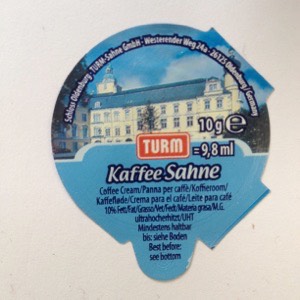 Schloss Oldenburg · TURM-Sahne GmbH · Westerender Weg 24a · 26125 Oldenburg/Germany
10g e
= 9,8 ml
TURM
Kaffee Sahne
Coffee Cream/Panna per caffè/Koffieroom/
Kaffefløde/Crema para el café/Leite para café
10% Fett/Fat/Grasso/Vet/Fedt/Materia grasa/M.G.
ultrahocherhitzt/UHT
Mindestens haltbar
bis: siehe Boden
Best before:
see bottom